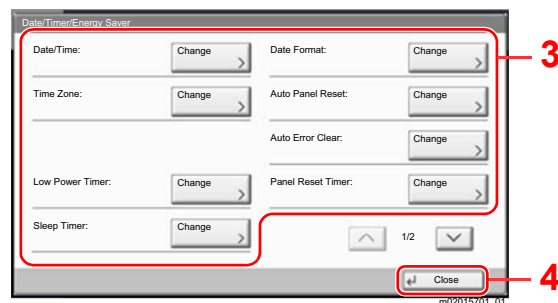 Date/Timer/Energy Saver
Date/Time: Change Date Format: Change
3
Time Zone: Change Auto Panel Reset: Change
Auto Error Clear: Change
Low Power Timer: Change Panel Reset Timer: Change
Sleep Timer: Change
1/2
Close
4
m02015701_01